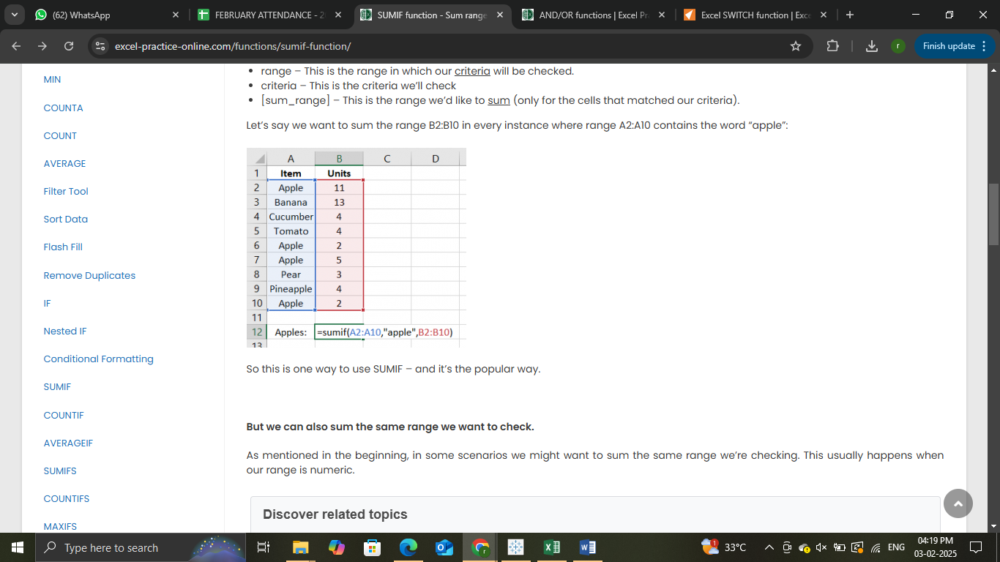 (62) WhatsApp
FEBRUARY ATTENDANCE - 2
SUMIF function - Sum range
AND/OR functions | Excel Pr
Excel SWITCH function | Exce
excel-practice-online.com/functions/sumif-function/
r
Finish update
MIN
COUNTA
COUNT
AVERAGE
Filter Tool
Sort Data
Flash Fill
Remove Duplicates
IF
Nested IF
Conditional Formatting
SUMIF
COUNTIF
AVERAGEIF
SUMIFS
COUNTIFS
MAXIFS
• range – This is the range in which our criteria will be checked.
• criteria – This is the criteria we’ll check
• [sum_range] – This is the range we’d like to sum (only for the cells that matched our criteria).
Let’s say we want to sum the range B2:B10 in every instance where range A2:A10 contains the word “apple”:
A B C D
1 Item Units
2 Apple 11
3 Banana 13
4 Cucumber 4
5 Tomato 4
6 Apple 2
7 Apple 5
8 Pear 3
9 Pineapple 4
10 Apple 2
11
12 Apples: =sumif(A2:A10,"apple",B2:B10)
13
So this is one way to use SUMIF – and it’s the popular way.
But we can also sum the same range we want to check.
As mentioned in the beginning, in some scenarios we might want to sum the same range we’re checking. This usually happens when
our range is numeric.
Discover related topics
Type here to search
1
33°C
ENG
04:19 PM
03-02-2025